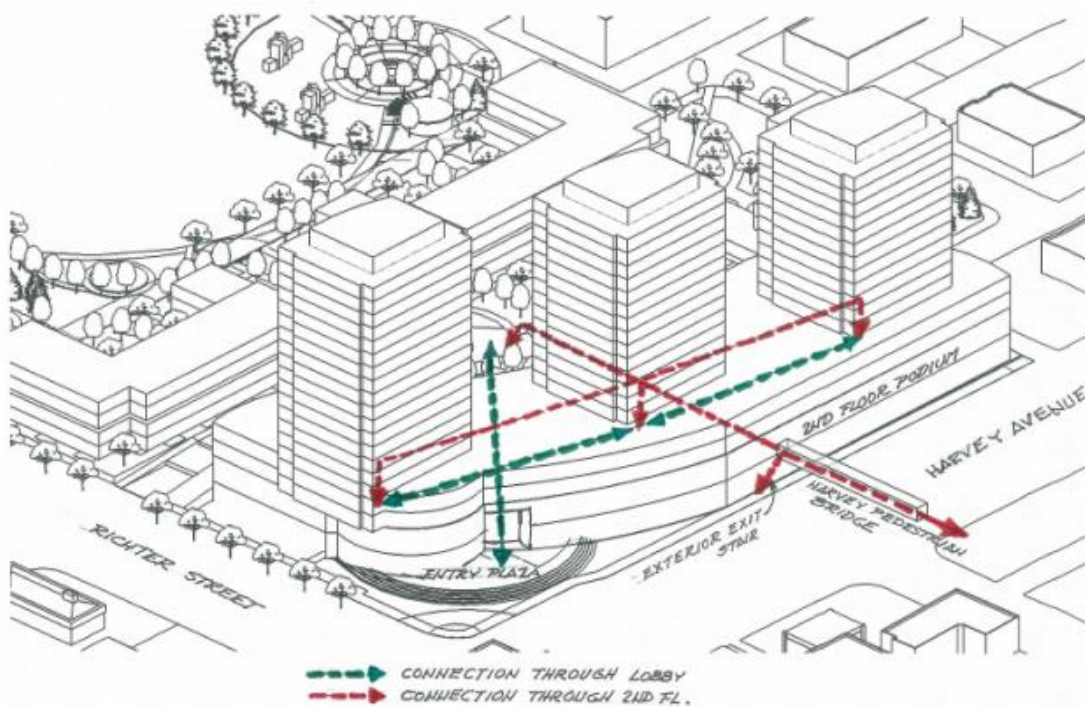 2ND FLOOR PODIUM
HARVEY AVENUE
HARVEY PEDESTRIAN
BRIDGE
EXTERIOR EXIT
STAIR
ENTRY PLAZA
RICHTER STREET
CONNECTION THROUGH LOBBY
CONNECTION THROUGH 2ND FL.